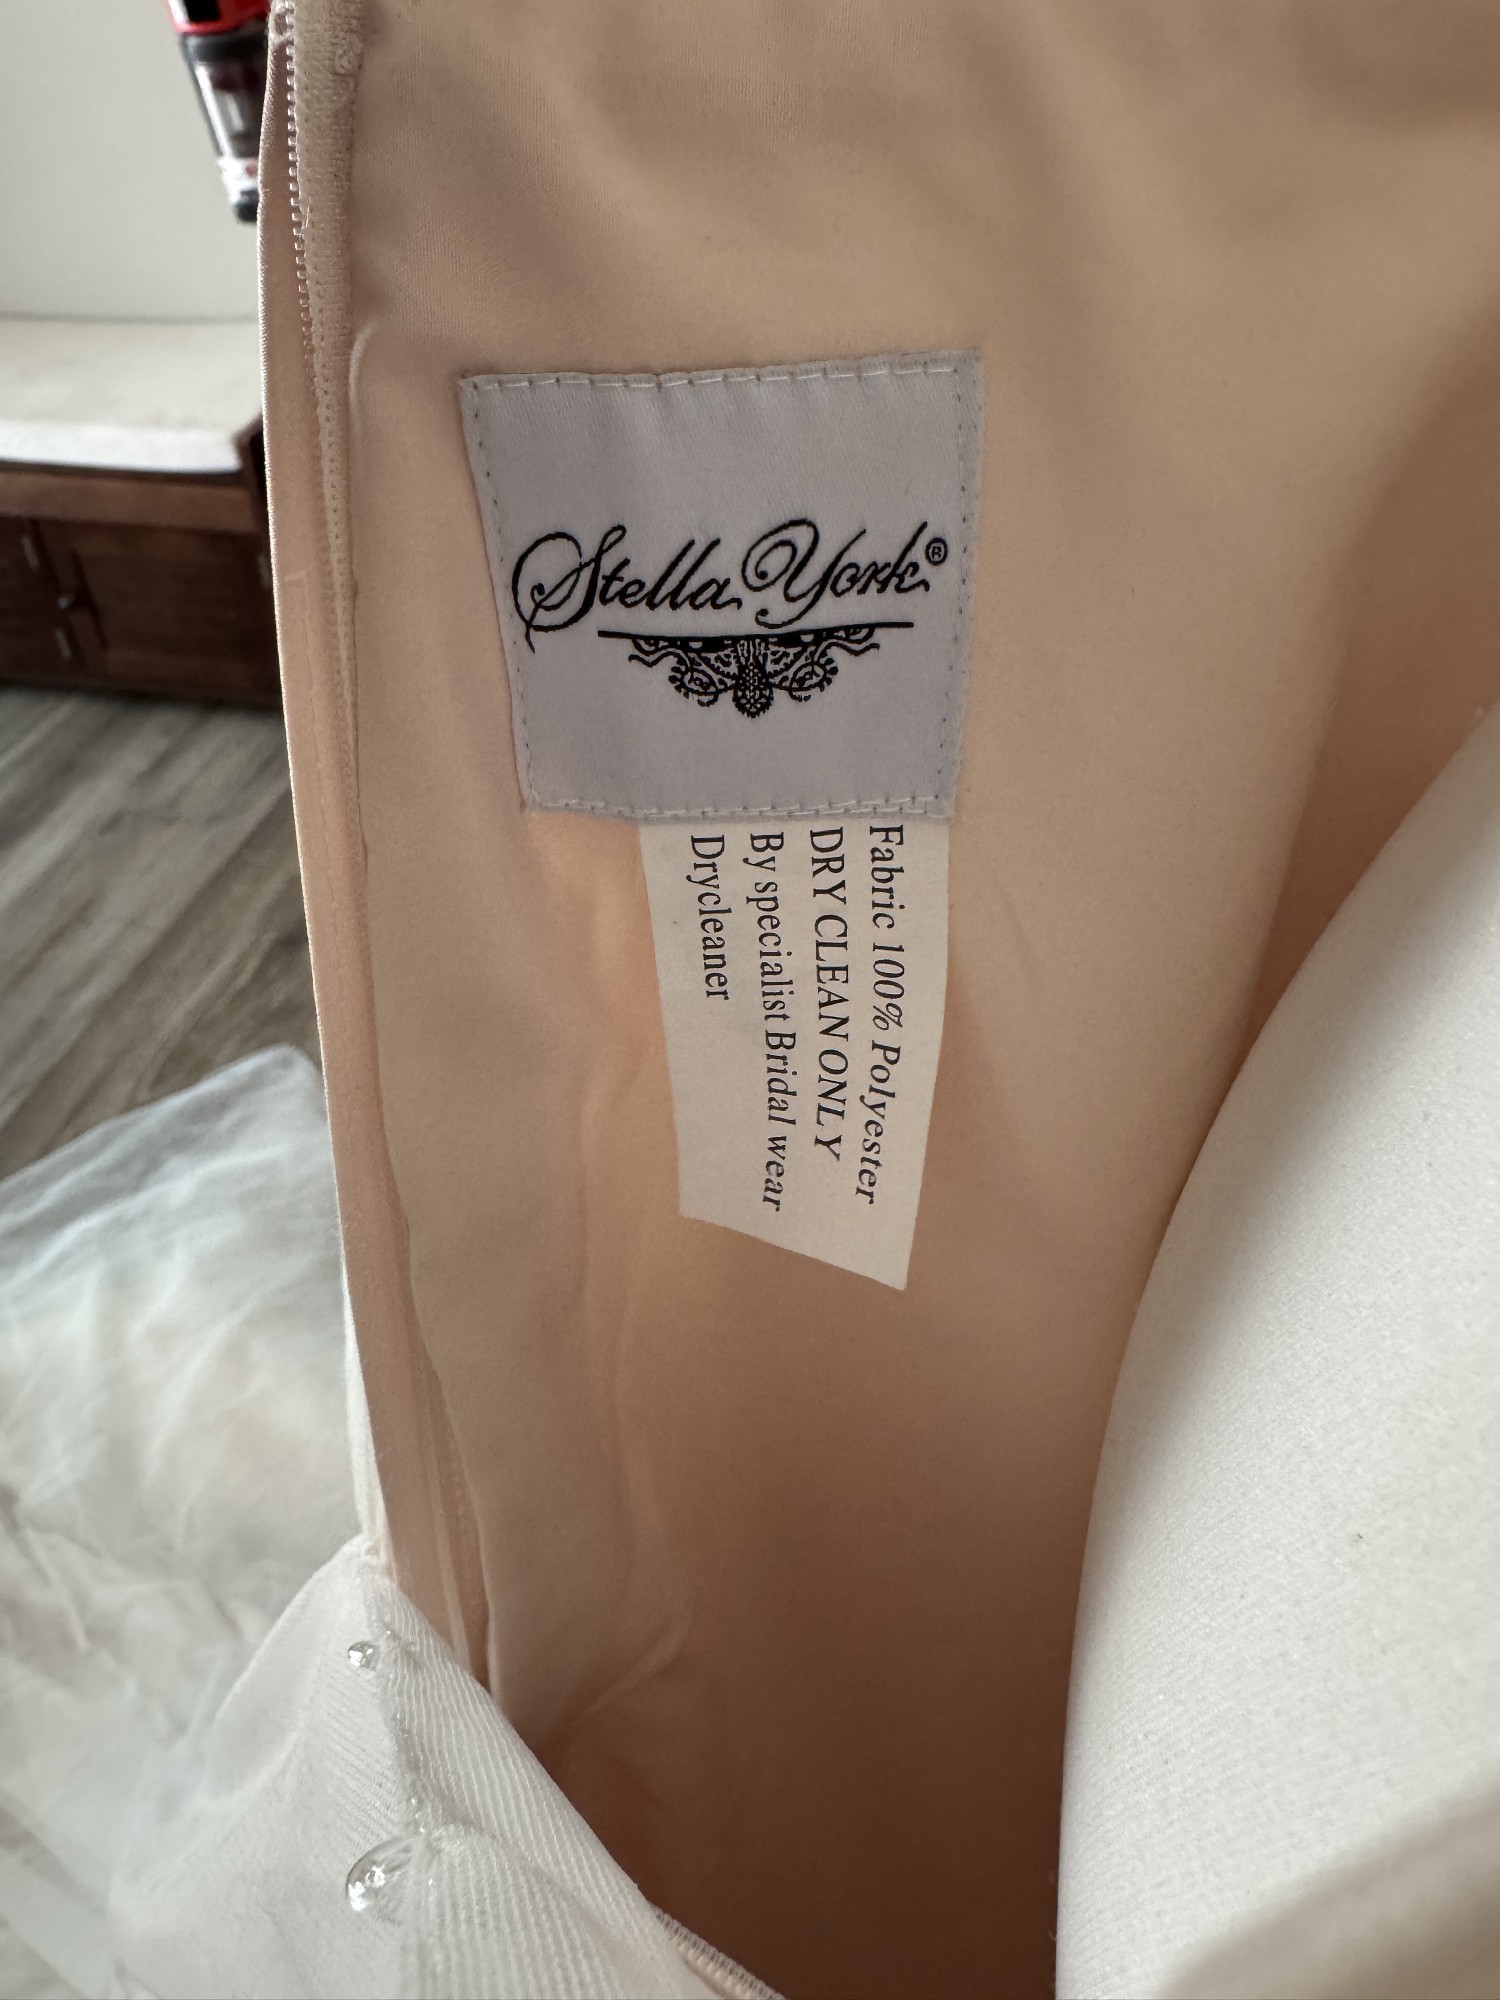 Stella York®
Fabric 100% Polyester
DRY CLEAN ONLY
By specialist Bridal wear
Drycleaner